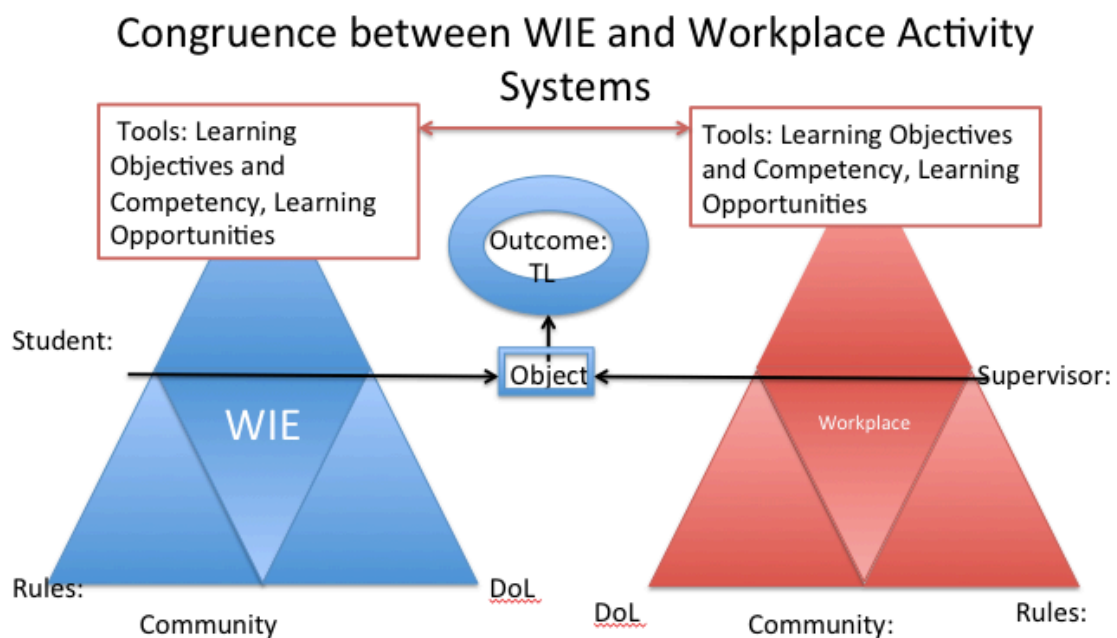 Congruence between WIE and Workplace Activity
Systems
Tools: Learning
Objectives and
Competency, Learning
Opportunities
Tools: Learning Objectives
and Competency, Learning
Opportunities
Outcome:
TL
Student:
Object
Supervisor:
WIE
Workplace
Rules:
DoL
Community
DoL
Community:
Rules: